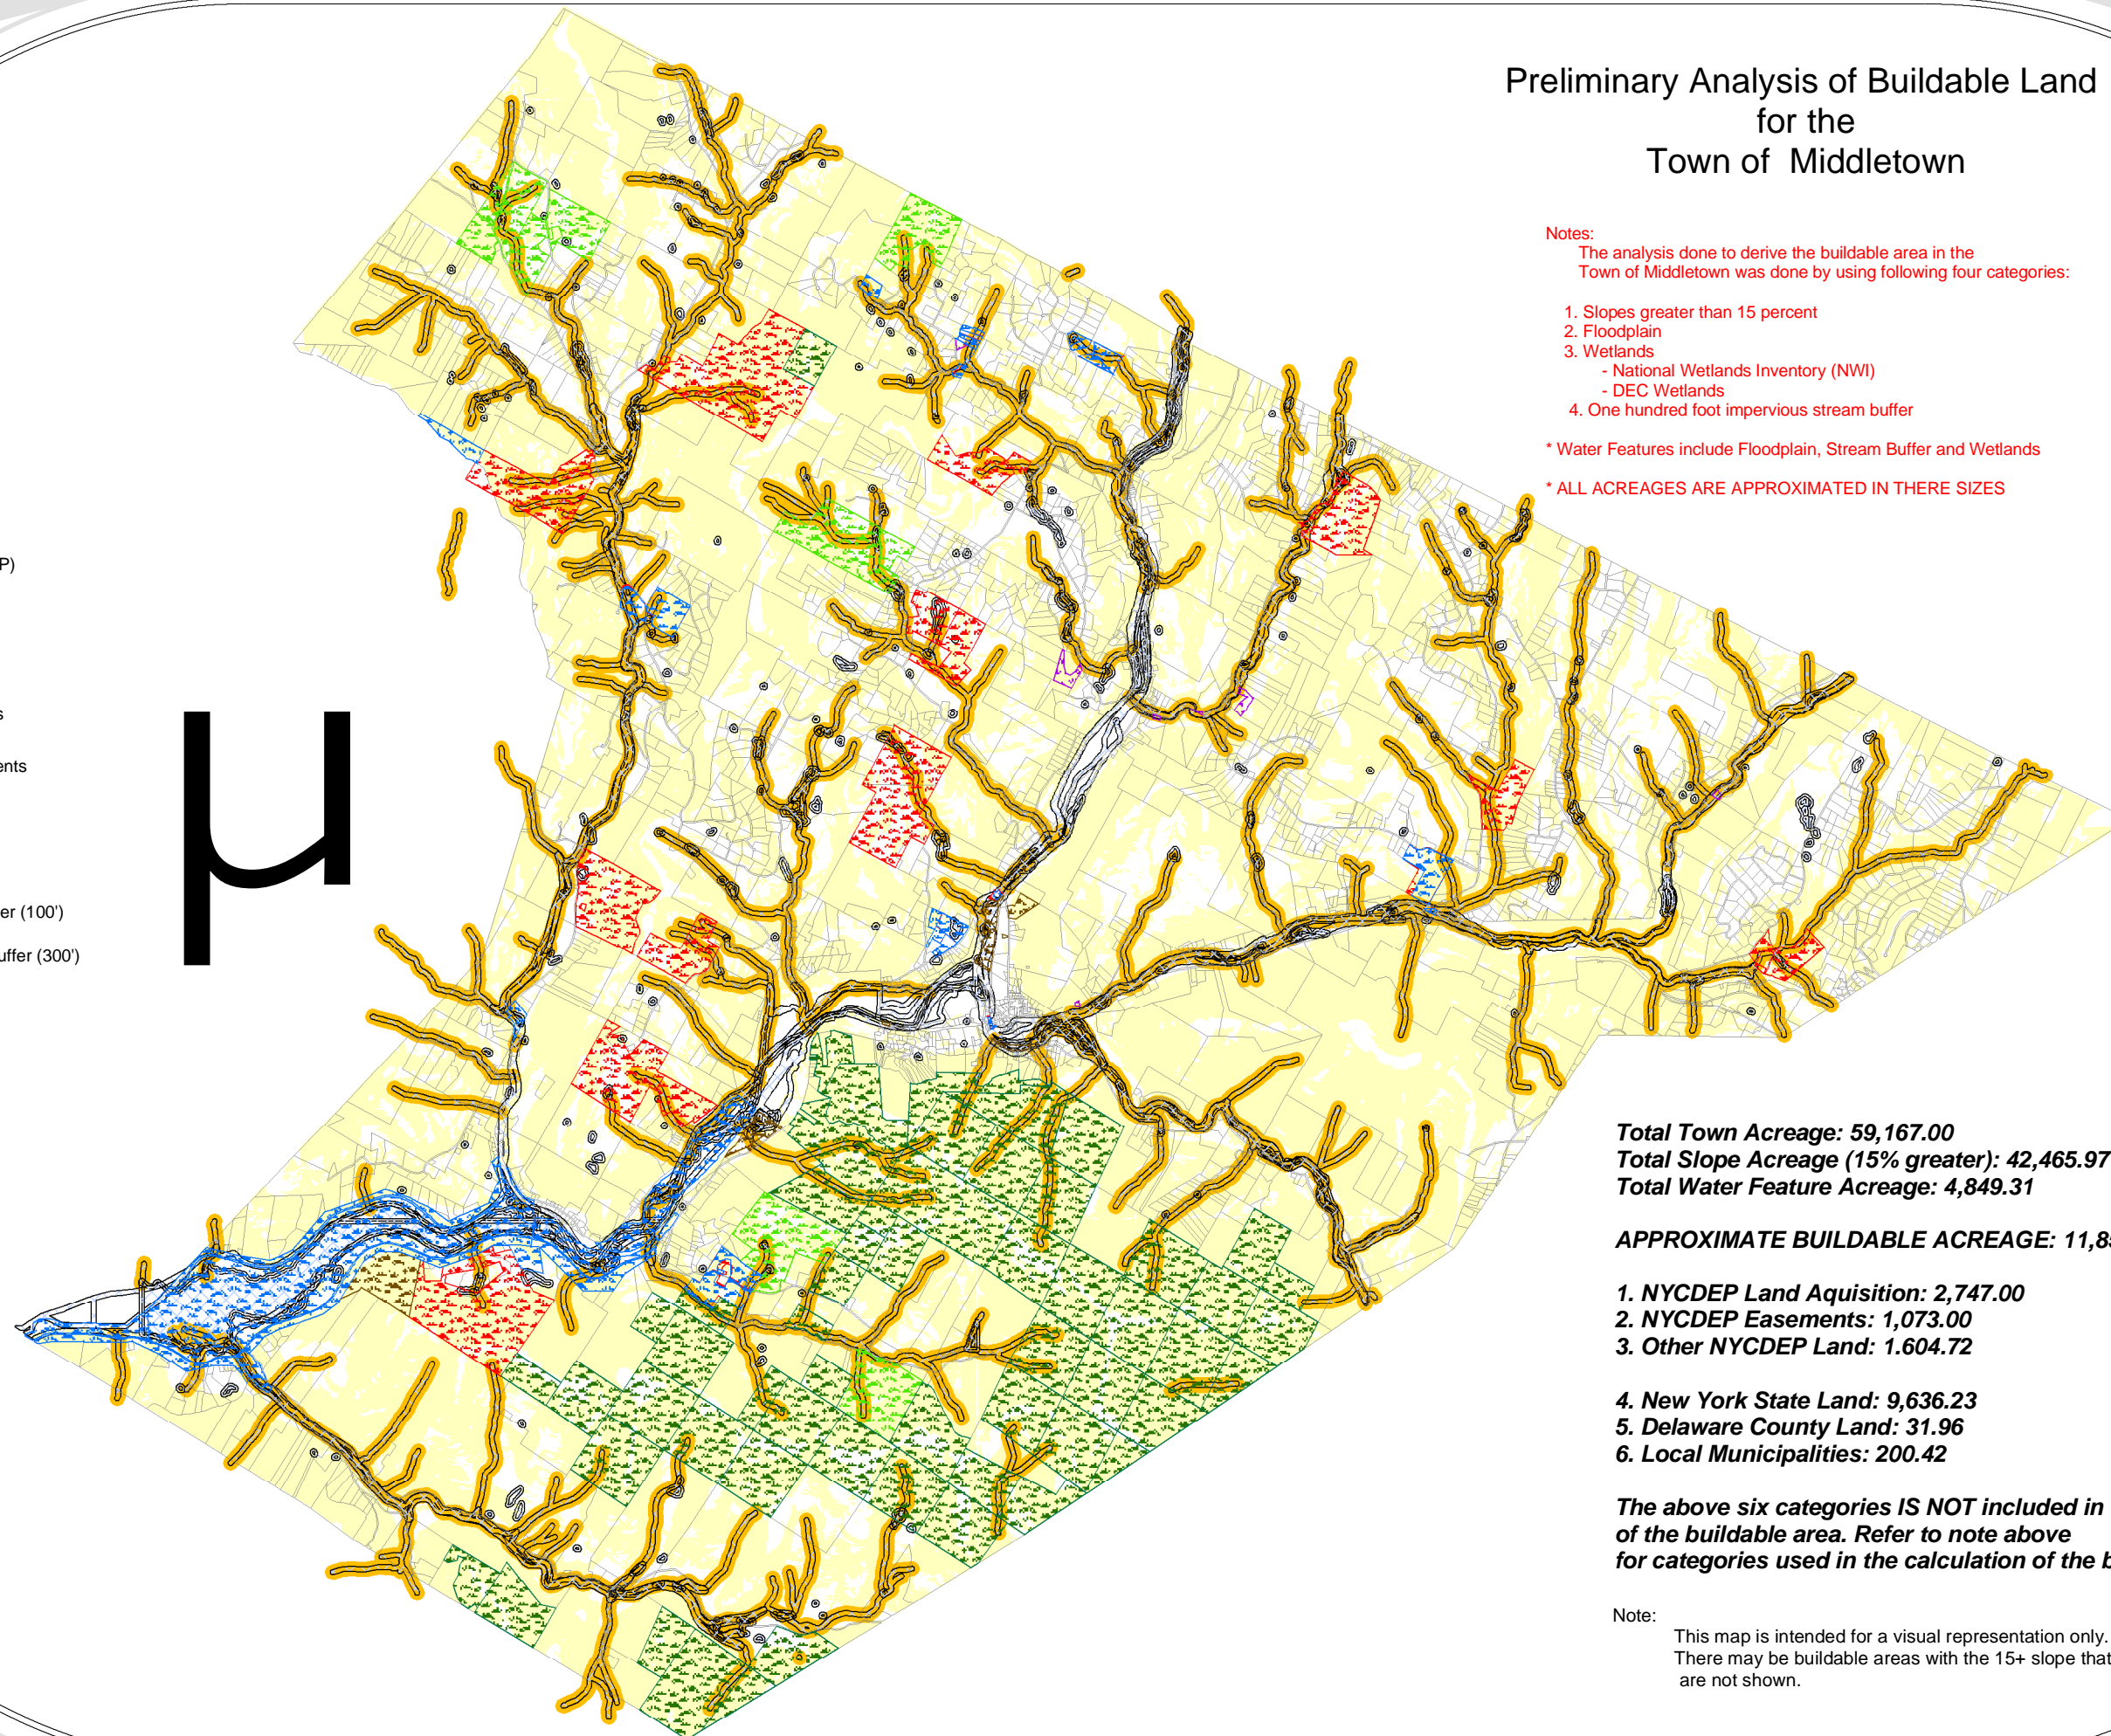 Preliminary Analysis of Buildable Land
for the
Town of Middletown
Notes:
The analysis done to derive the buildable area in the
Town of Middletown was done by using following four categories:
1. Slopes greater than 15 percent
2. Floodplain
3. Wetlands
- National Wetlands Inventory (NWI)
- DEC Wetlands
4. One hundred foot impervious stream buffer
* Water Features include Floodplain, Stream Buffer and Wetlands
* ALL ACREAGES ARE APPROXIMATED IN THERE SIZES
P)
s
ents
er (100')
uffer (300')
µ
Total Town Acreage: 59,167.00
Total Slope Acreage (15% greater): 42,465.97
Total Water Feature Acreage: 4,849.31
APPROXIMATE BUILDABLE ACREAGE: 11,8
1. NYCDEP Land Aquisition: 2,747.00
2. NYCDEP Easements: 1,073.00
3. Other NYCDEP Land: 1.604.72
4. New York State Land: 9,636.23
5. Delaware County Land: 31.96
6. Local Municipalities: 200.42
The above six categories IS NOT included in
of the buildable area. Refer to note above
for categories used in the calculation of the b
Note:
This map is intended for a visual representation only.
There may be buildable areas with the 15+ slope that
are not shown.